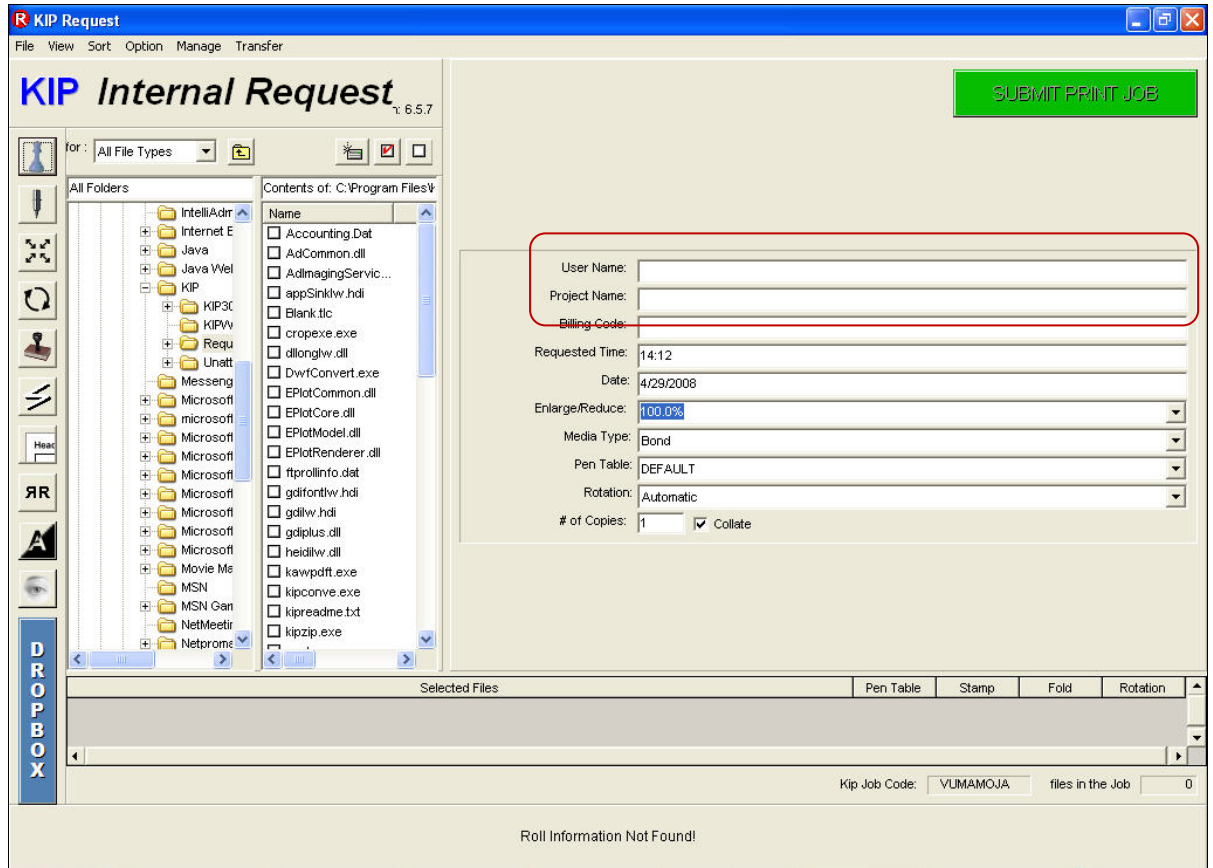 KIP Request
File View Sort Option Manage Transfer
KIP Internal Request v. 6.5.7
SUBMIT PRINT JOB
for : All File Types
All Folders
IntelliAdm
Internet E
Java
Java Wel
KIP
KIP30
Requ
Unatt
Messeng
Microsoft
microsoft
Microsoft
Microsoft
Microsoft
Microsoft
Microsoft
Microsoft
Microsoft
Movie Ma
MSN
MSN Gam
NetMeetin
Netprome
Contents of: C:\Program Files\K
Name
Accounting.Dat
AdCommon.dll
AdImagingServic...
appSinklw.hdi
Blank.tlc
cropexe.exe
dllonglw.dll
DwfConvert.exe
EPlotCommon.dll
EPlotCore.dll
EPlotModel.dll
EPlotRenderer.dll
ftprollinfo.dat
gdifontlw.hdi
gdilw.hdi
gdiplus.dll
heidilw.dll
kawpdft.exe
kipconve.exe
kipreadme.txt
kipzip.exe
User Name:
Project Name:
Billing Code:
Requested Time: 14:12
Date: 4/29/2008
Enlarge/Reduce: 100.0%
Media Type: Bond
Pen Table: DEFAULT
Rotation: Automatic
# of Copies: 1 Collate
Head
RR
A
DROPBOX
Selected Files Pen Table Stamp Fold Rotation
Kip Job Code: VUMAMOJA files in the Job 0
Roll Information Not Found!